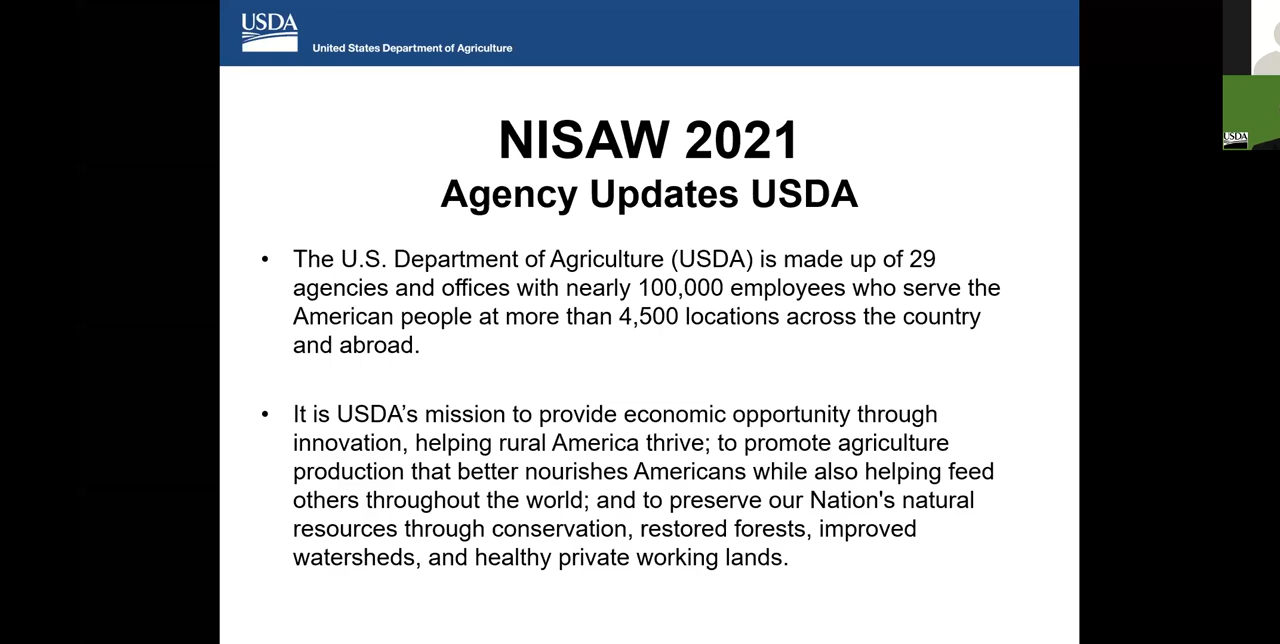 USDA
United States Department of Agriculture
NISAW 2021
Agency Updates USDA
• The U.S. Department of Agriculture (USDA) is made up of 29
agencies and offices with nearly 100,000 employees who serve the
American people at more than 4,500 locations across the country
and abroad.
• It is USDA’s mission to provide economic opportunity through
innovation, helping rural America thrive; to promote agriculture
production that better nourishes Americans while also helping feed
others throughout the world; and to preserve our Nation's natural
resources through conservation, restored forests, improved
watersheds, and healthy private working lands.
USDA